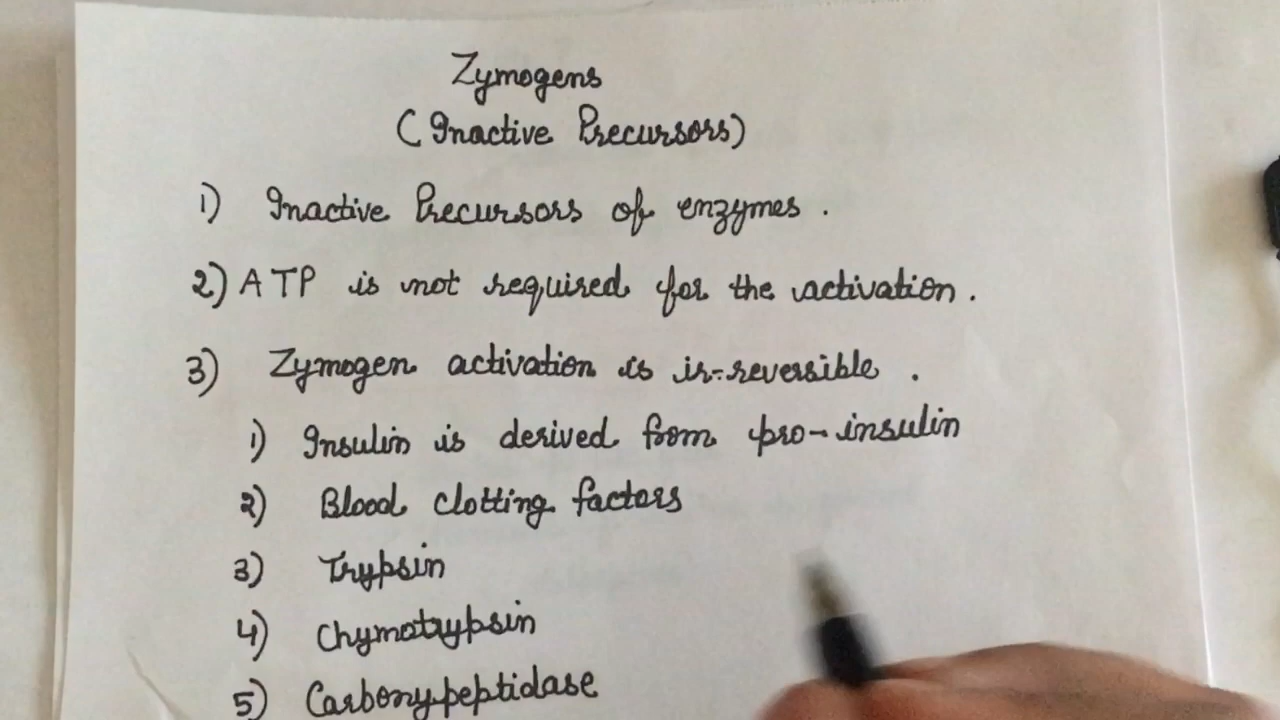 Zymogens
(Inactive Precursors)
1) Inactive Precursors of enzymes .
2) ATP is not required for the activation .
3) Zymogen activation is ir-reversible .
1) Insulin is derived from pro-insulin
2) Blood clotting factors
3) Trypsin
4) Chymotrypsin
5) Carboxypeptidase